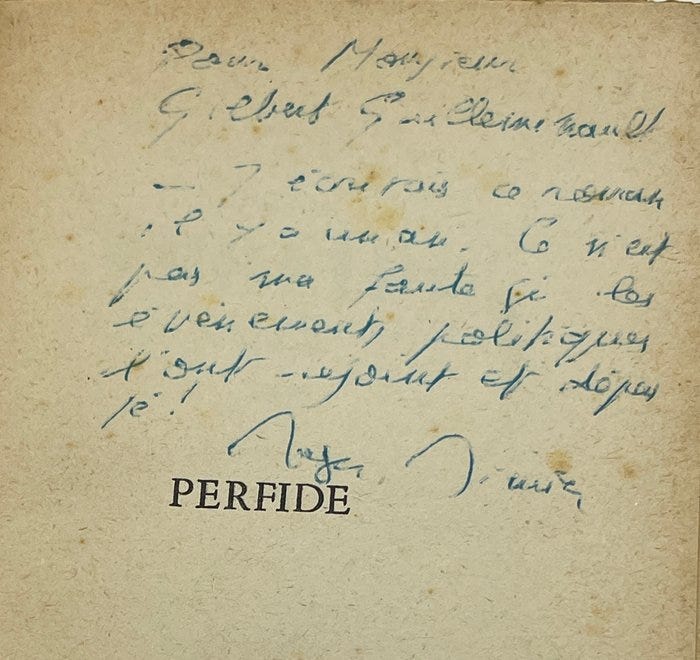 Pour Monsieur
Gilbert Guilleminault
— J'écrivais ce roman
il y a un an. Ce n'est
pas ma faute si les
événements politiques
l'ont rejoint et dépas
sé!
Roger Nimier
PERFIDE